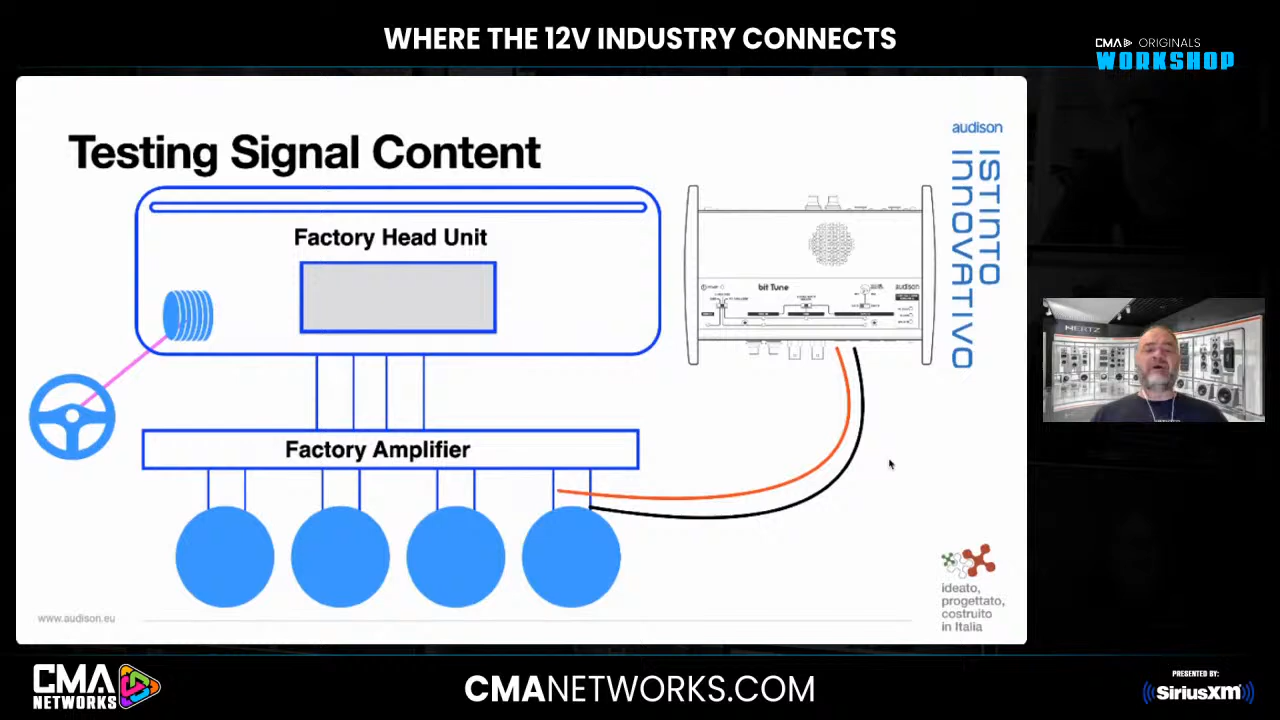 WHERE THE 12V INDUSTRY CONNECTS
CMA ORIGINALS
WORKSHOP
Testing Signal Content
audison
ISTINTO
INNOVATIVO
Factory Head Unit
bit Tune
audison
HERTZ
Factory Amplifier
www.audison.eu
ideato,
progettato,
costruito
in Italia
CMA
NETWORKS
CMANETWORKS.COM
PRESENTED BY:
SiriusXM